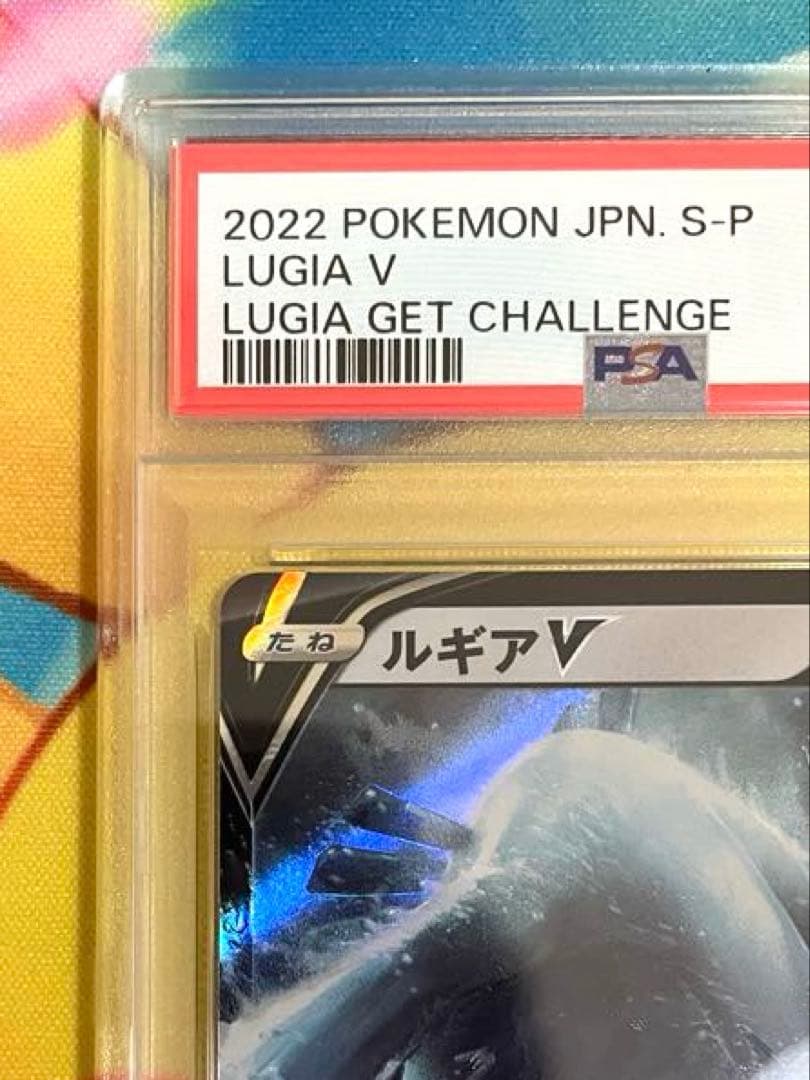 2022 POKEMON JPN. S-P
LUGIA V
LUGIA GET CHALLENGE
PSA
たね ルギアV